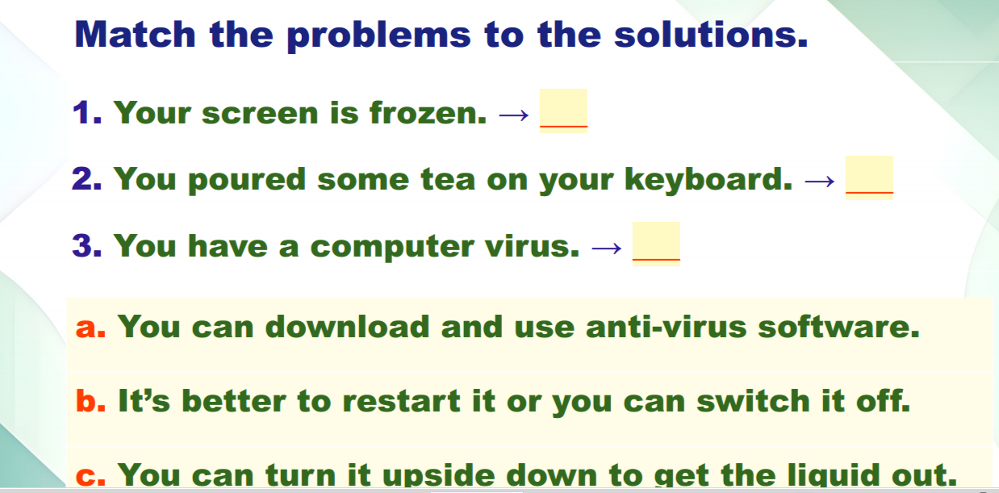 Match the problems to the solutions.
1. Your screen is frozen. → ___
2. You poured some tea on your keyboard. → ___
3. You have a computer virus. → ___
a. You can download and use anti-virus software.
b. It’s better to restart it or you can switch it off.
c. You can turn it upside down to get the liquid out.